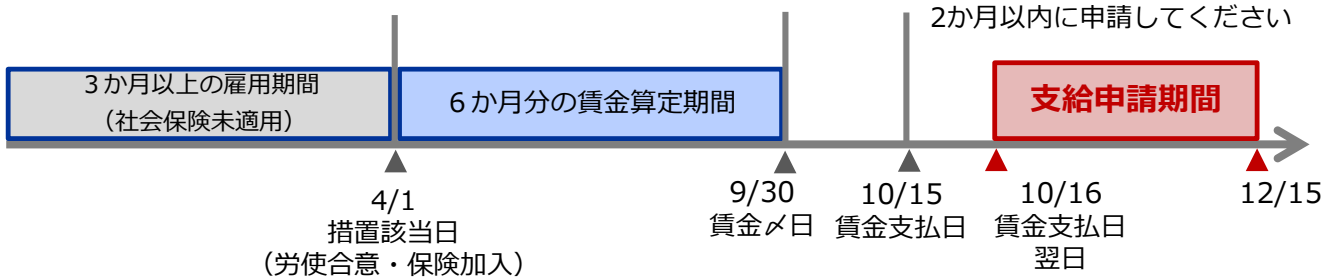 2か月以内に申請してください
３か月以上の雇用期間
（社会保険未適用）
６か月分の賃金算定期間
支給申請期間
4/1
措置該当日
（労使合意・保険加入）
9/30
賃金〆日
10/15
賃金支払日
10/16
賃金支払日
翌日
12/15